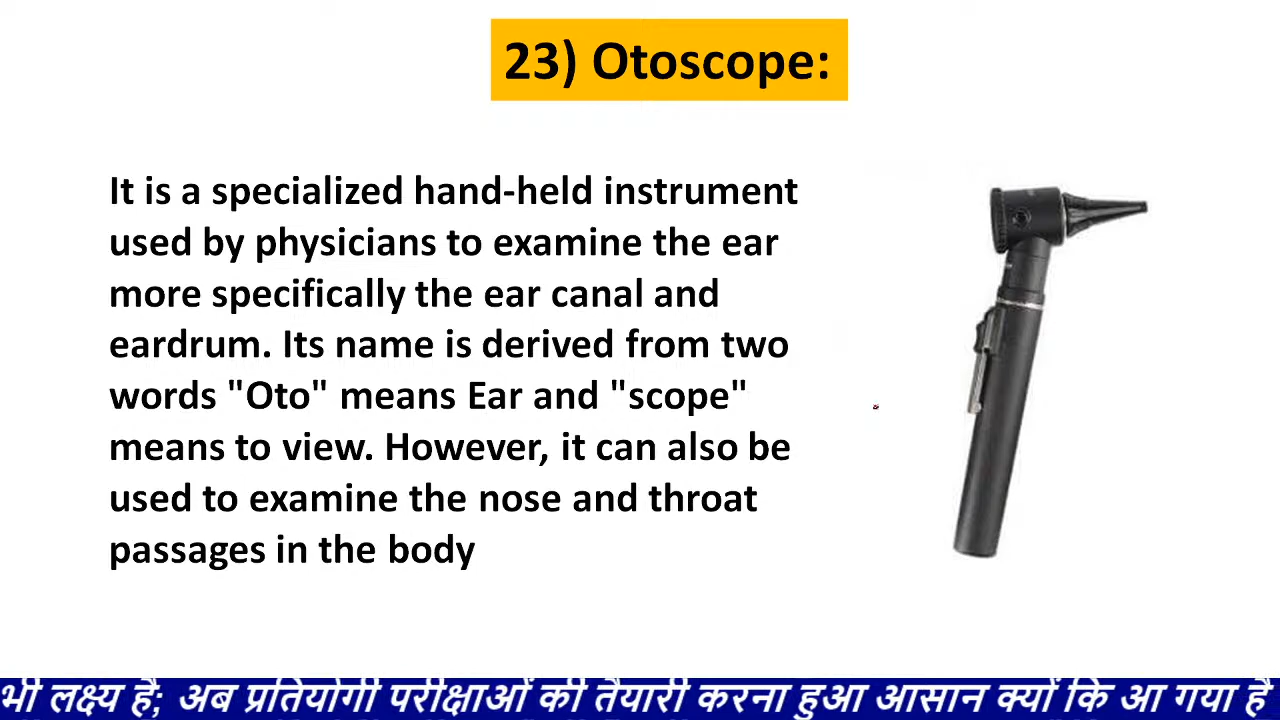 23) Otoscope:
It is a specialized hand-held instrument
used by physicians to examine the ear
more specifically the ear canal and
eardrum. Its name is derived from two
words "Oto" means Ear and "scope"
means to view. However, it can also be
used to examine the nose and throat
passages in the body
भी लक्ष्य है; अब प्रतियोगी परीक्षाओं की तैयारी करना हुआ आसान क्यों कि आ गया है